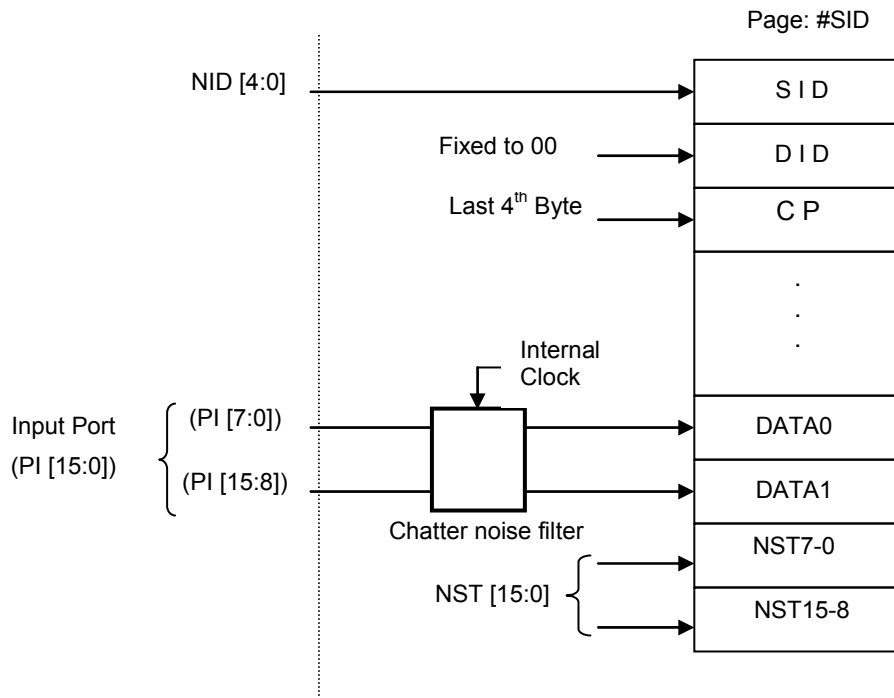 Page: #SID
NID [4:0]
S I D
Fixed to 00
D I D
Last 4th Byte
C P
.
.
.
Internal
Clock
Input Port
(PI [15:0])
(PI [7:0])
DATA0
(PI [15:8])
DATA1
Chatter noise filter
NST [15:0]
NST7-0
NST15-8